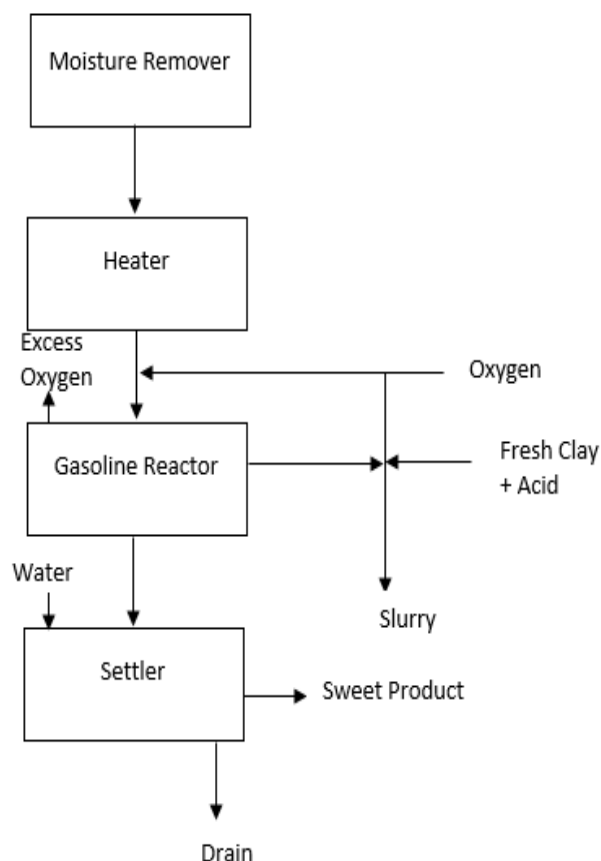 Moisture Remover
Heater
Excess
Oxygen
Oxygen
Gasoline Reactor
Fresh Clay
+ Acid
Water
Slurry
Settler
Sweet Product
Drain